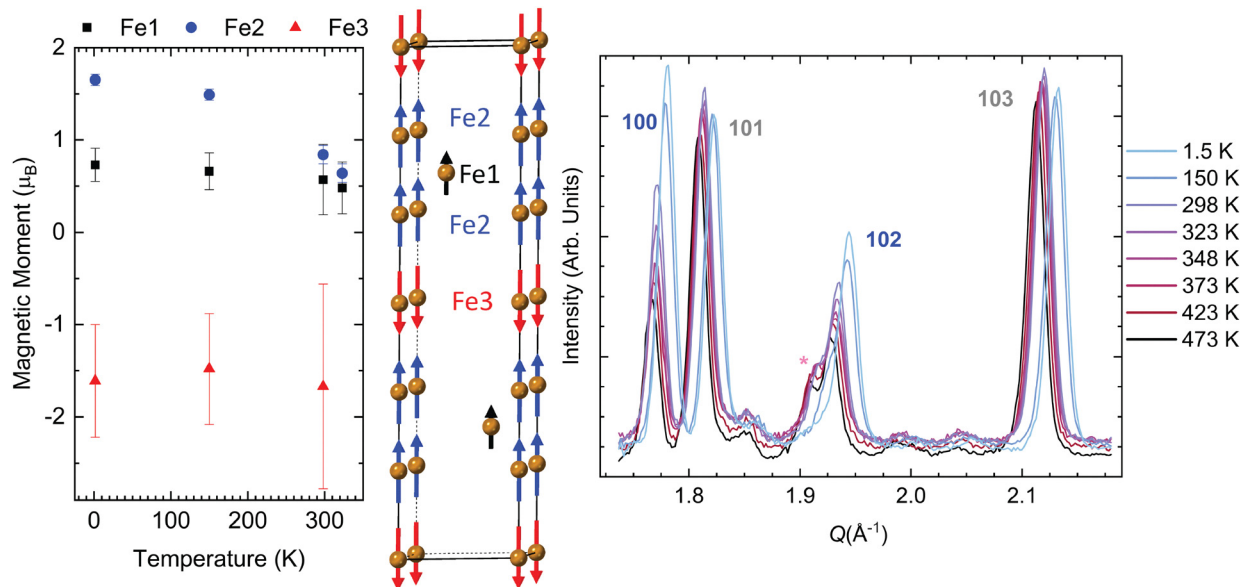 Fe1 Fe2 Fe3
2
1
0
-1
-2
Magnetic Moment (μB)
0 100 200 300
Temperature (K)
Fe2
Fe1
Fe2
Fe3
100
101
102
103
*
Intensity (Arb. Units)
1.8 1.9 2.0 2.1
Q(Å-1)
1.5 K
150 K
298 K
323 K
348 K
373 K
423 K
473 K